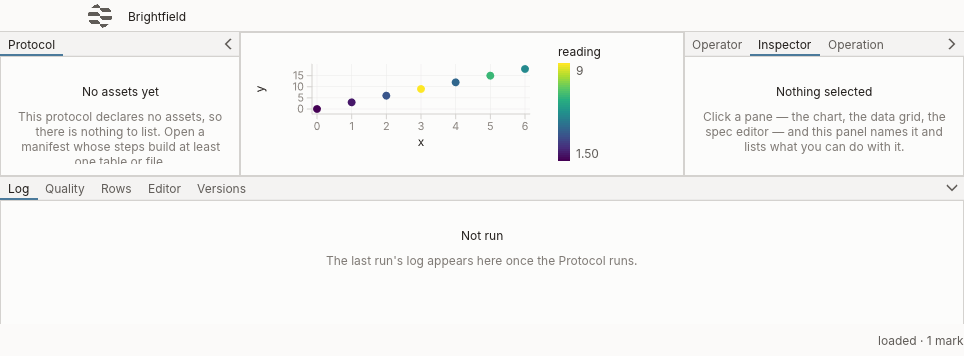 Brightfield
Protocol
No assets yet
This protocol declares no assets, so
there is nothing to list. Open a
manifest whose steps build at least
one table or file
reading
9
1.50
y
15
10
5
0
0 1 2 3 4 5 6
x
Operator Inspector Operation
Nothing selected
Click a pane — the chart, the data grid, the
spec editor — and this panel names it and
lists what you can do with it.
Log Quality Rows Editor Versions
Not run
The last run's log appears here once the Protocol runs.
loaded · 1 mark